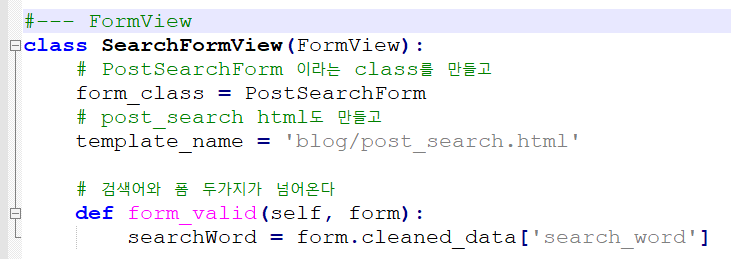 #--- FormView
class SearchFormView(FormView):
    # PostSearchForm 이라는 class를 만들고
    form_class = PostSearchForm
    # post_search html도 만들고
    template_name = 'blog/post_search.html'

    # 검색어와 폼 두가지가 넘어온다
    def form_valid(self, form):
        searchWord = form.cleaned_data['search_word']